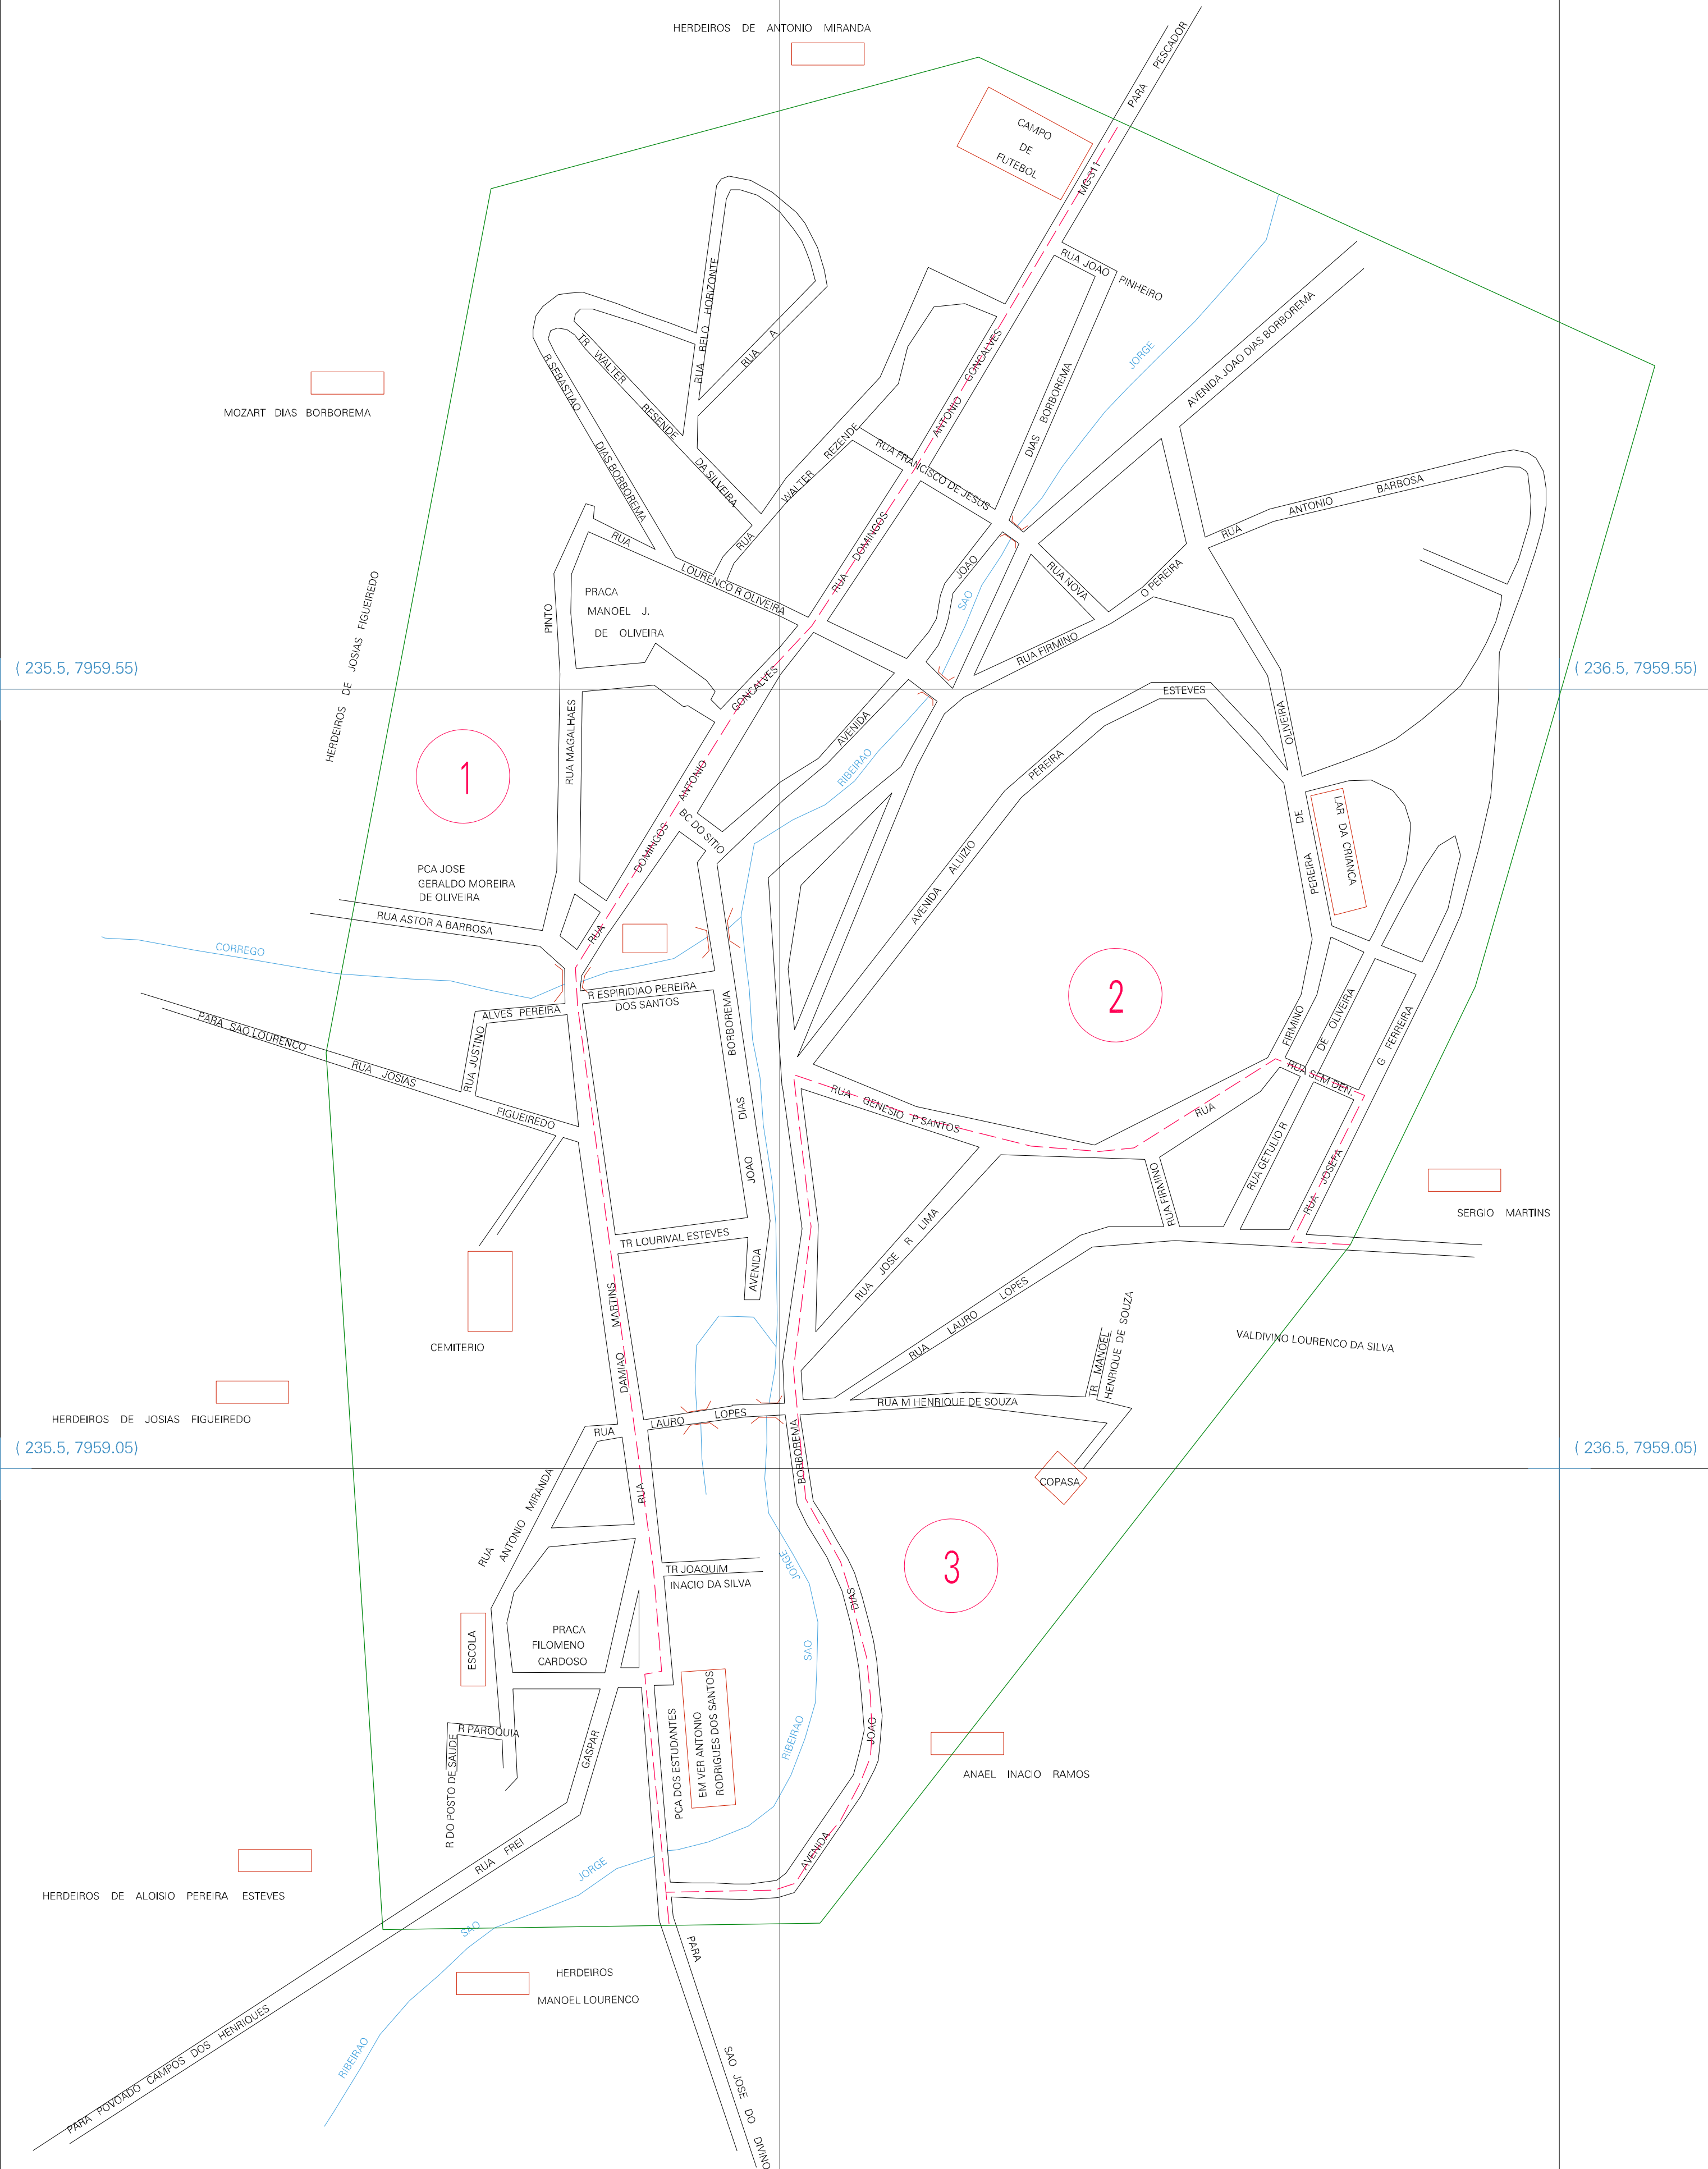 HERDEIROS DE ANTONIO MIRANDA
PARA PESCADOR
CAMPO
DE
FUTEBOL
MG-311
RUA JOAO PINHEIRO
RUA BELO HORIZONTE
RUA A
TR WALTER RESENDE DA SILVEIRA
R SEBASTIAO DIAS BORBOREMA
JORGE
AVENIDA JOAO DIAS BORBOREMA
MOZART DIAS BORBOREMA
RUA WALTER REZENDE
RUA FRANCISCO DE JESUS
DIAS BORBOREMA
JOAO
AVENIDA
RUA DOMINGOS ANTONIO GONCALVES
RUA ANTONIO BARBOSA
RUA LOURENCO R OLIVEIRA
RUA NOVA
RUA FIRMINO O PEREIRA
SAO
RIBEIRAO
PRACA
MANOEL J.
DE OLIVEIRA
HERDEIROS DE JOSIAS FIGUEIREDO
( 235.5, 7959.55)
( 236.5, 7959.55)
RUA MAGALHAES PINTO
RUA DOMINGOS ANTONIO GONCALVES
1
BC DO SITIO
AVENIDA ALUIZIO PEREIRA ESTEVES
RUA FIRMINO PEREIRA DE OLIVEIRA
LAR DA CRIANCA
PCA JOSE
GERALDO MOREIRA
DE OLIVEIRA
RUA ASTOR A BARBOSA
CORREGO
2
R ESPIRIDIAO PEREIRA
DOS SANTOS
RUA JUSTINO ALVES PEREIRA
PARA SAO LOURENCO
RUA JOSIAS FIGUEIREDO
AVENIDA JOAO DIAS BORBOREMA
RUA GENESIO P SANTOS
RUA SEM DEN.
RUA GETULIO R DE OLIVEIRA
RUA JOSEFA G FERREIRA
RUA FIRMINO
SERGIO MARTINS
RUA JOSE R LIMA
TR LOURIVAL ESTEVES
CEMITERIO
RUA DAMIAO MARTINS
RUA LAURO LOPES
TR MANOEL
HENRIQUE DE SOUZA
VALDIVINO LOURENCO DA SILVA
RUA M HENRIQUE DE SOUZA
HERDEIROS DE JOSIAS FIGUEIREDO
RUA LAURO LOPES
( 235.5, 7959.05)
( 236.5, 7959.05)
COPASA
RUA
ANTONIO MIRANDA
3
TR JOAQUIM
INACIO DA SILVA
RIBEIRAO SAO JORGE
AVENIDA JOAO DIAS BORBOREMA
PRACA
FILOMENO
CARDOSO
ESCOLA
R PAROQUIA
R DO POSTO DE SAUDE
PCA DOS ESTUDANTES
EM VER ANTONIO
RODRIGUES DOS SANTOS
ANAEL INACIO RAMOS
RUA FREI GASPAR
HERDEIROS DE ALOISIO PEREIRA ESTEVES
RIBEIRAO SAO JORGE
HERDEIROS
MANOEL LOURENCO
PARA POVOADO CAMPOS DOS HENRIQUES
PARA SAO JOSE DO DIVINO